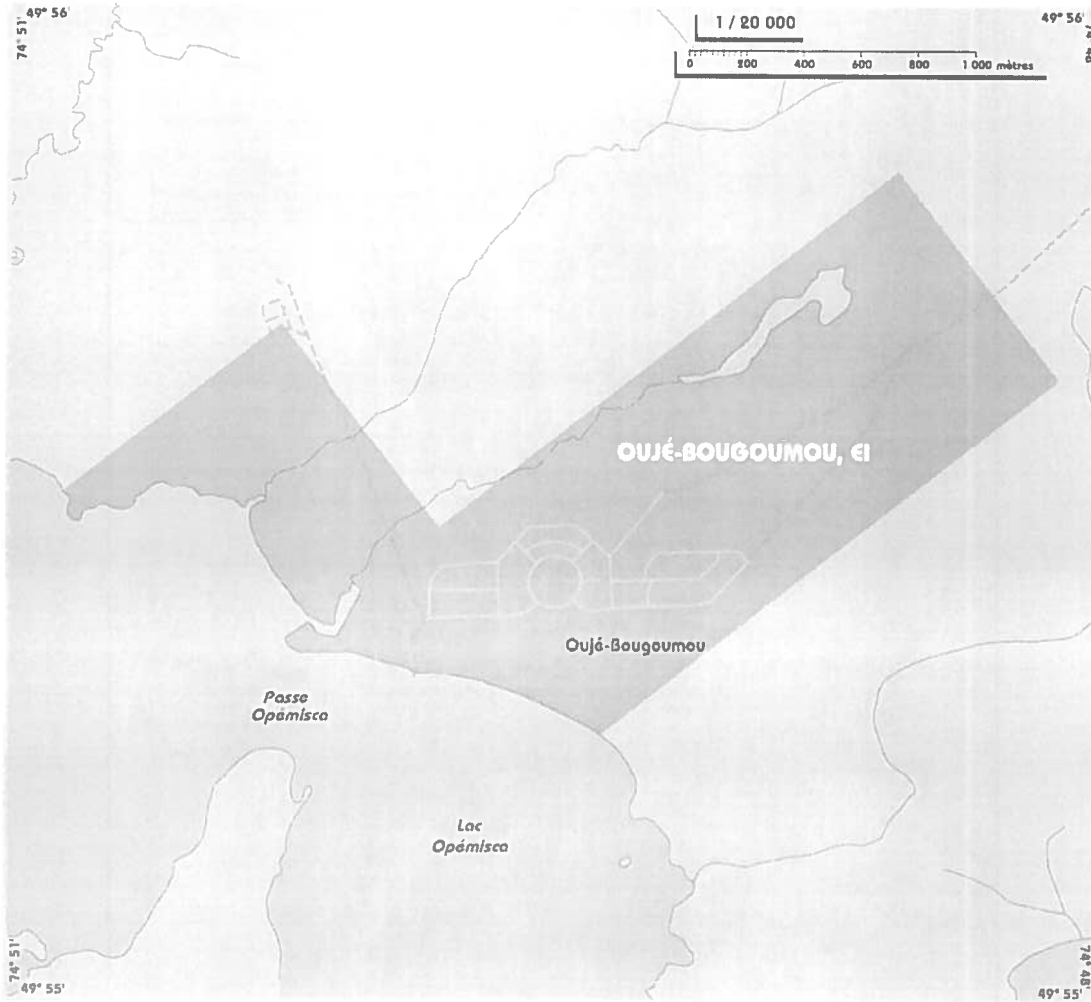 49° 56'
74° 51'
1 / 20 000
0 200 400 600 800 1 000 mètres
49° 56'
OUJÉ-BOUGOUMOU, EI
Oujé-Bougoumou
Passe
Opémisca
Lac
Opémisca
74° 51'
49° 55'
74° 48'
49° 55'